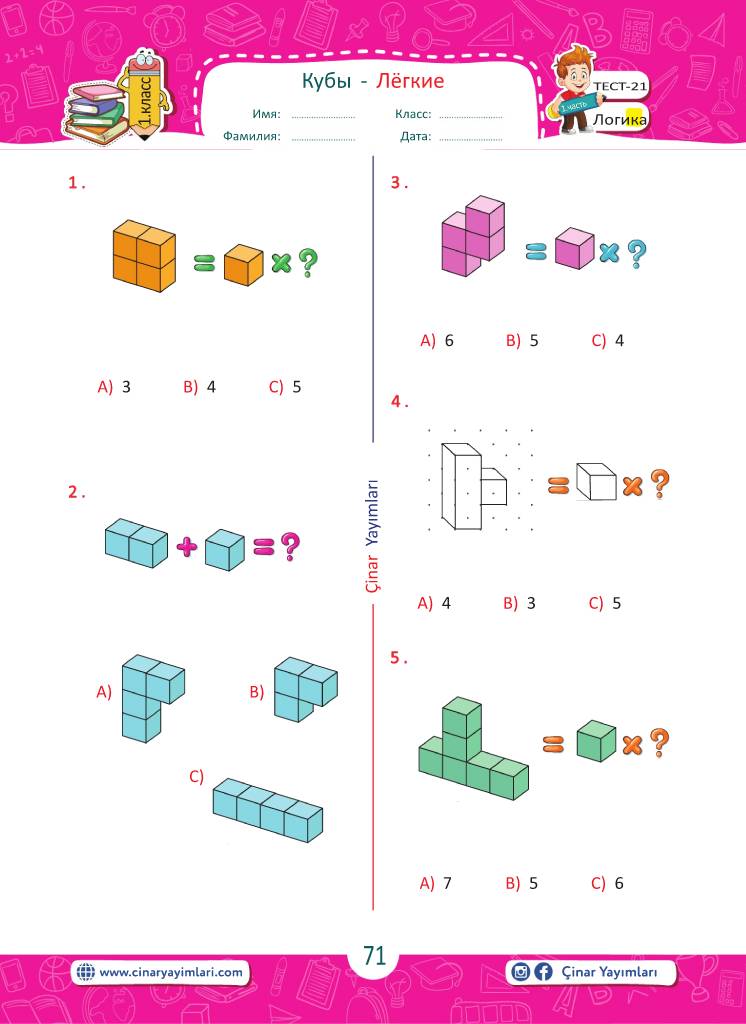 1.класс
Кубы - Лёгкие
Имя: ........................ Класс: ........................
Фамилия: ........................ Дата: ........................
1 часть
ТЕСТ-21
Логика
1 .
= × ?
A) 3 B) 4 C) 5
2 .
+ = ?
A)
B)
C)
Çinar Yayımları
3 .
= × ?
A) 6 B) 5 C) 4
4 .
= × ?
A) 4 B) 3 C) 5
5 .
= × ?
A) 7 B) 5 C) 6
71
www.cinaryayimlari.com
Çinar Yayımları